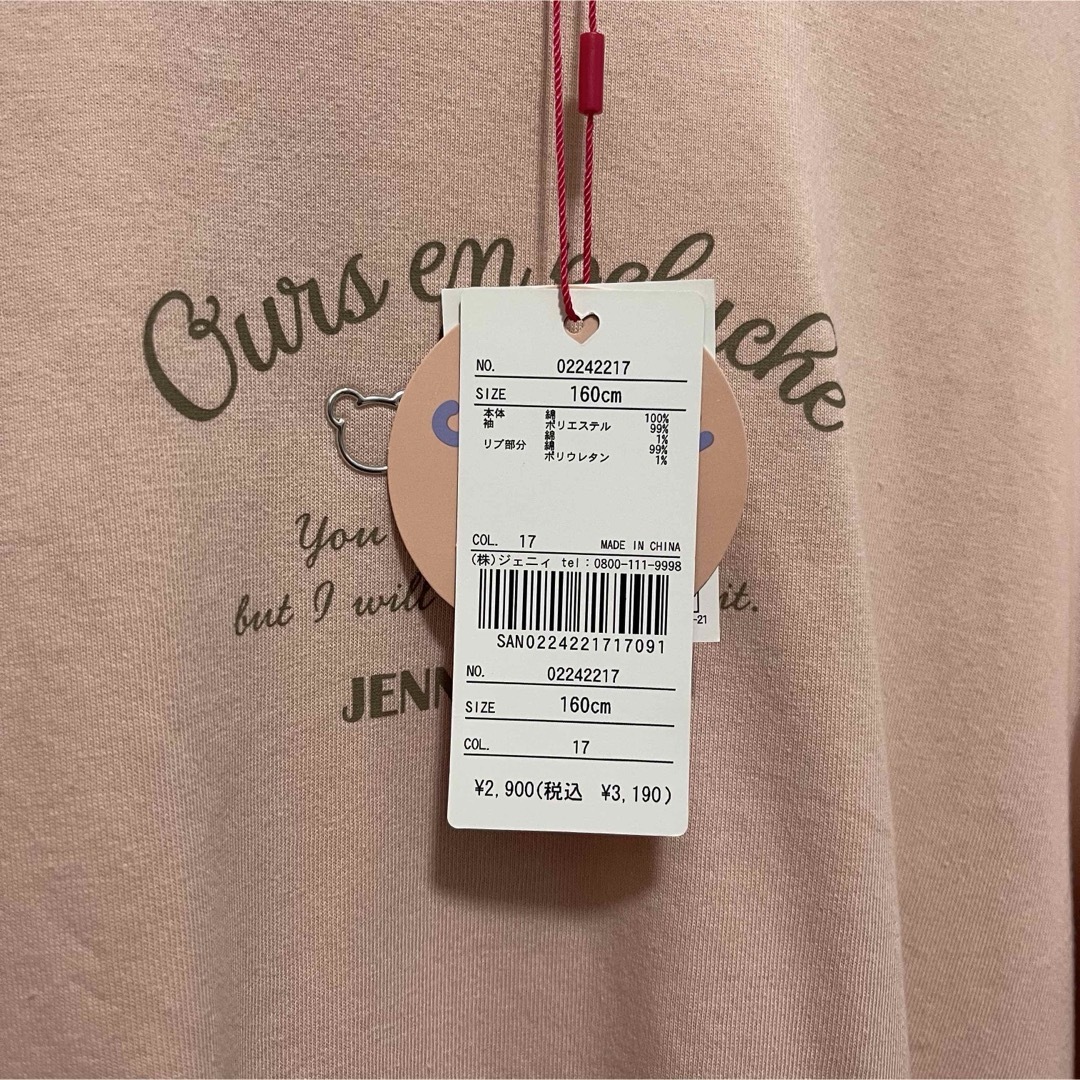 Ours en peluche
You
but I will it.
JENN
NO. 02242217
SIZE 160cm
本体 綿 100%
袖 ポリエステル 99%
綿 1%
リブ部分 綿 99%
ポリウレタン 1%
COL. 17 MADE IN CHINA
(株)ジェニィ tel:0800-111-9998
SAN0224221717091
NO. 02242217
SIZE 160cm
COL. 17
¥2,900(税込 ¥3,190)
-21